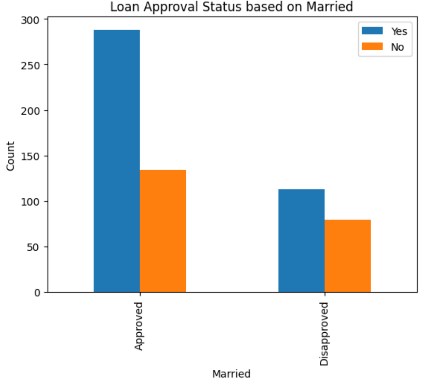 Loan Approval Status based on Married
Yes
No
300
250
200
150
100
50
0
Count
Approved
Disapproved
Married